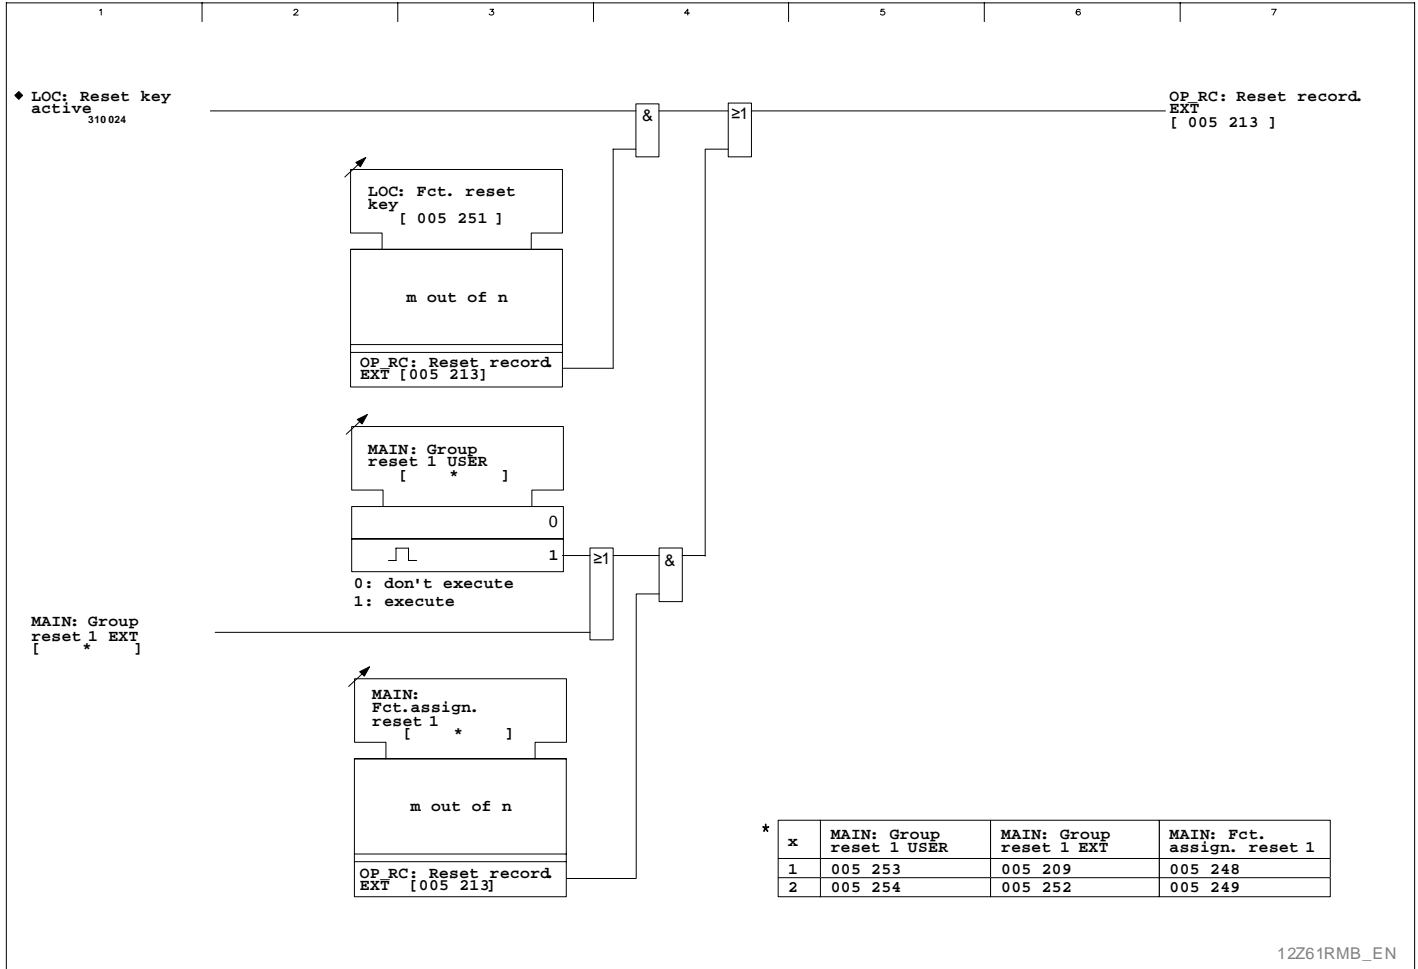 1 2 3 4 5 6 7
◆ LOC: Reset key
active
310 024
&
≥1
OP_RC: Reset record.
EXT
[ 005 213 ]
LOC: Fct. reset
key
[ 005 251 ]
m out of n
OP_RC: Reset record.
EXT [005 213]
MAIN: Group
reset 1 USER
[ * ]
0
1
≥1
&
0: don't execute
1: execute
MAIN: Group
reset 1 EXT
[ * ]
MAIN:
Fct.assign.
reset 1
[ * ]
m out of n
OP_RC: Reset record.
EXT [005 213]
*
x MAIN: Group reset 1 USER MAIN: Group reset 1 EXT MAIN: Fct. assign. reset 1
1 005 253 005 209 005 248
2 005 254 005 252 005 249
12Z61RMB_EN